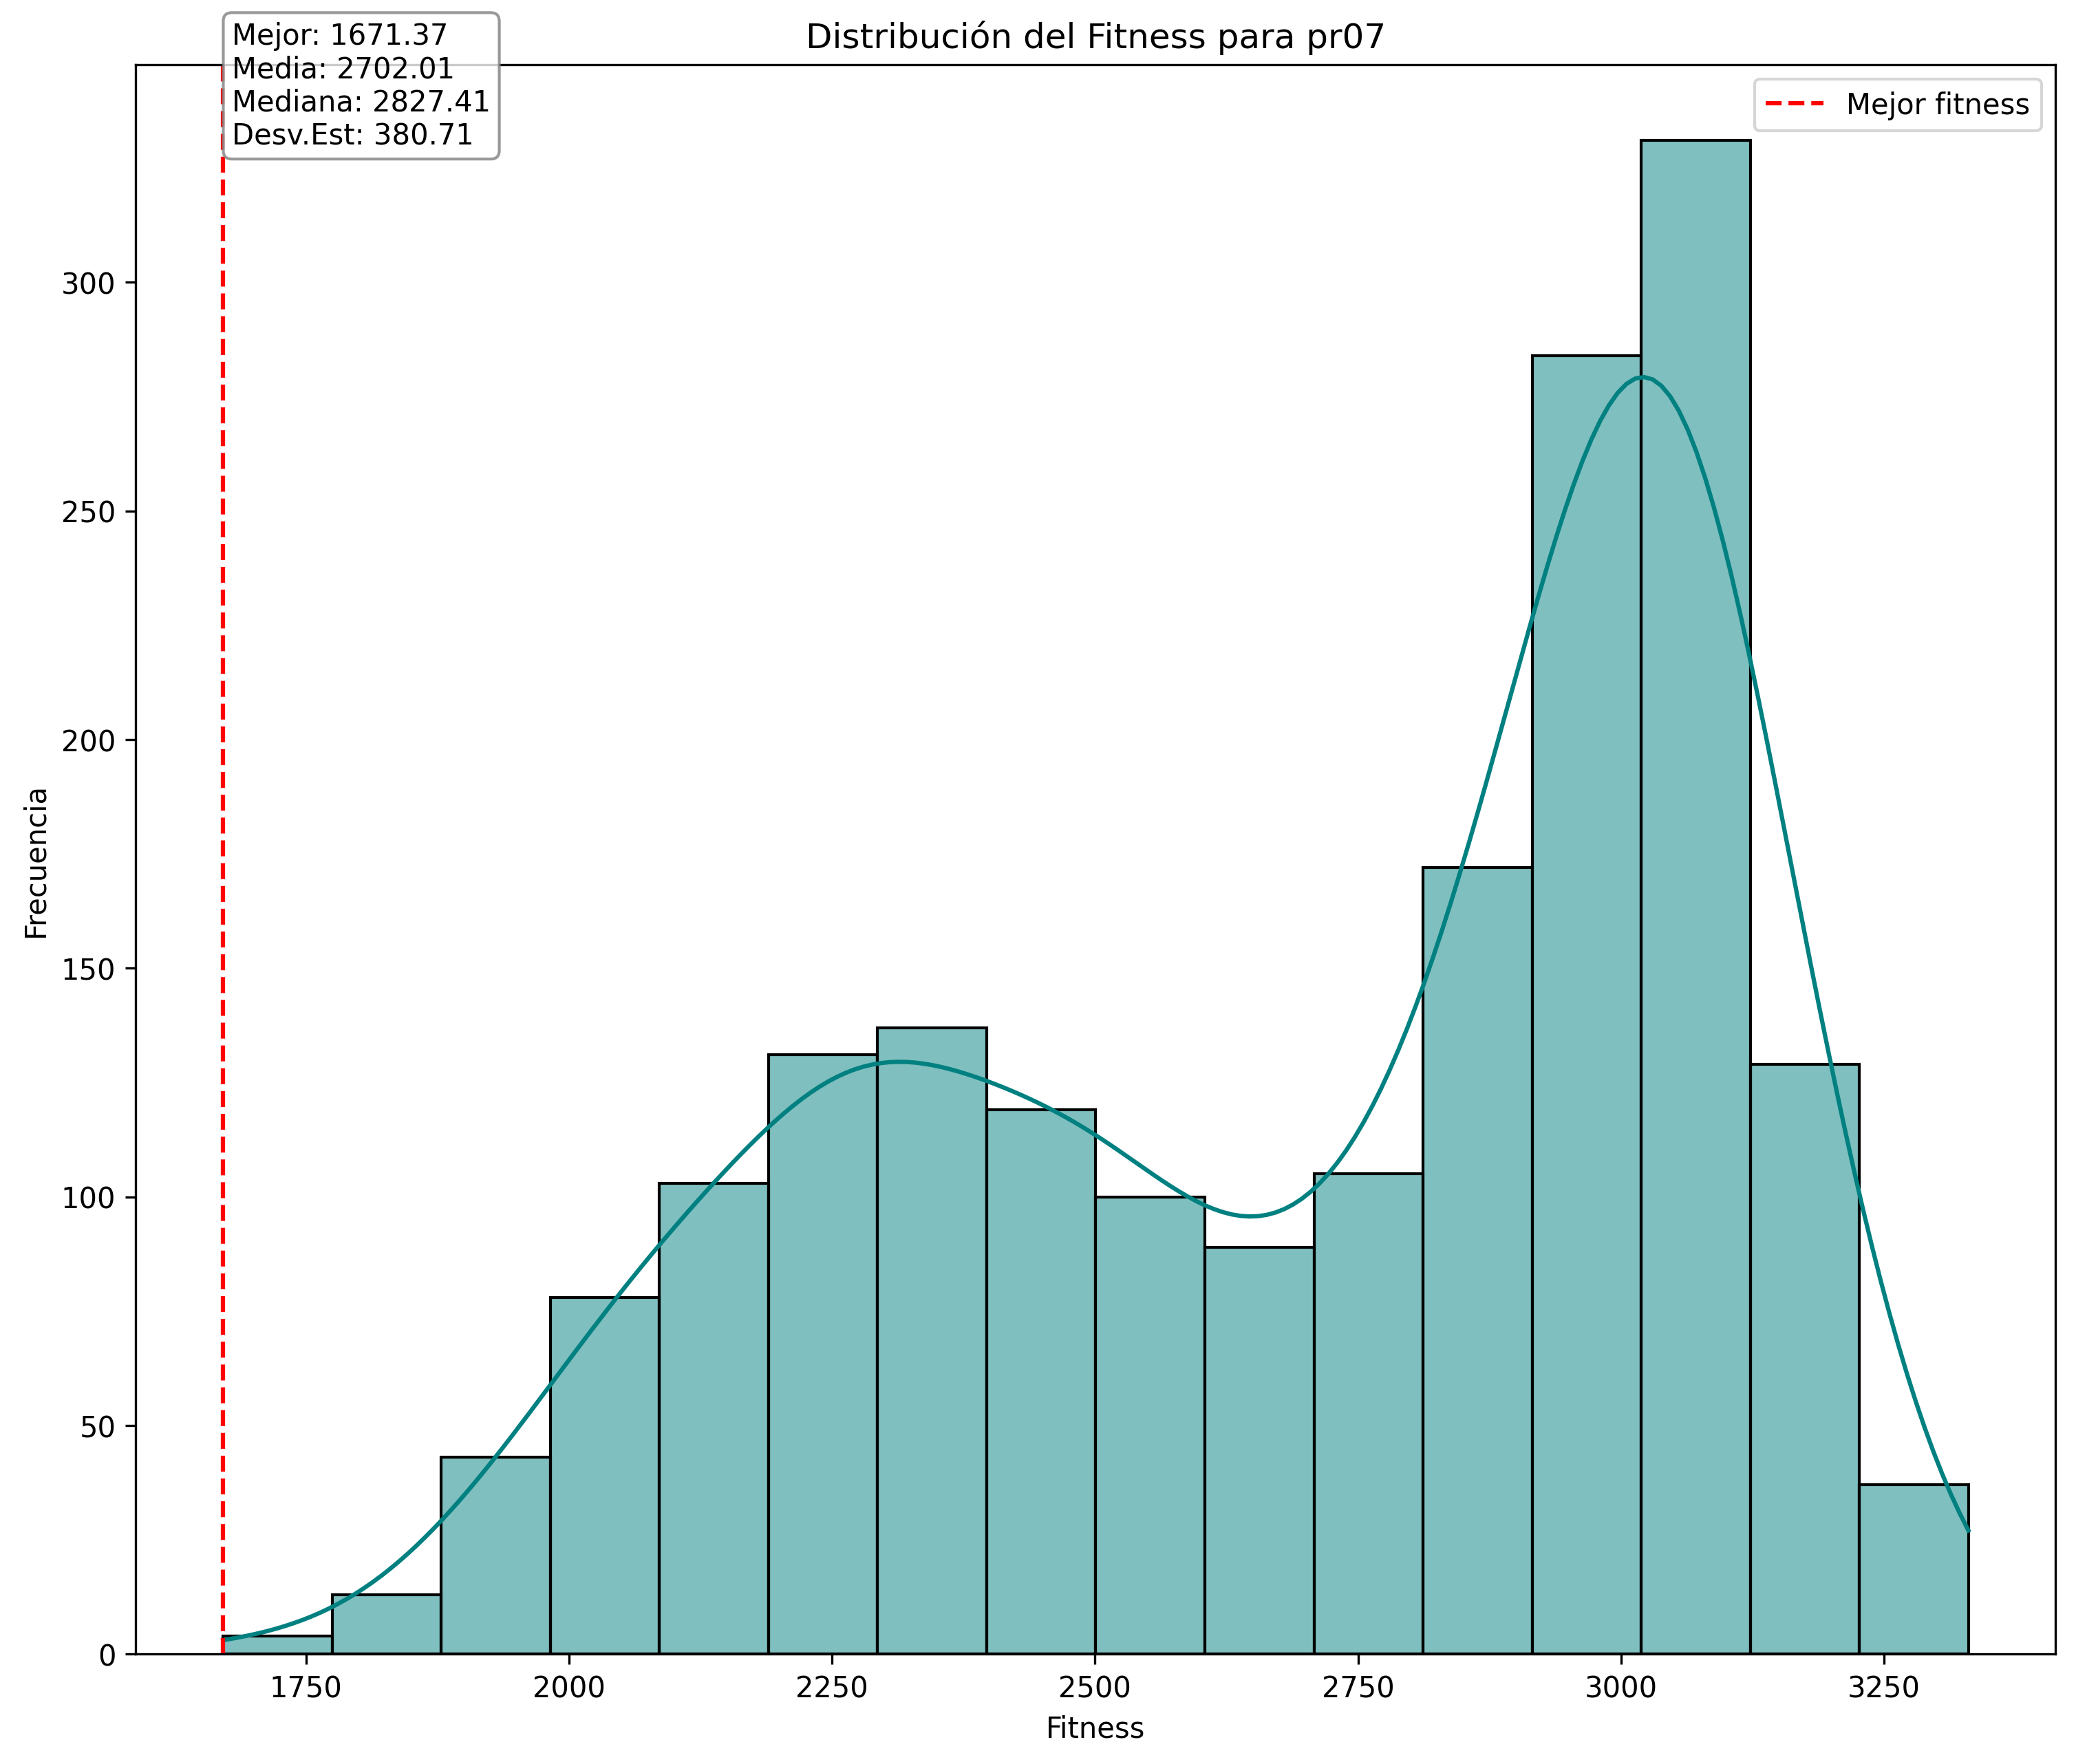 Distribución del Fitness para pr07
Mejor: 1671.37
Media: 2702.01
Mediana: 2827.41
Desv.Est: 380.71
Mejor fitness
Frecuencia
300
250
200
150
100
50
0
1750 2000 2250 2500 2750 3000 3250
Fitness